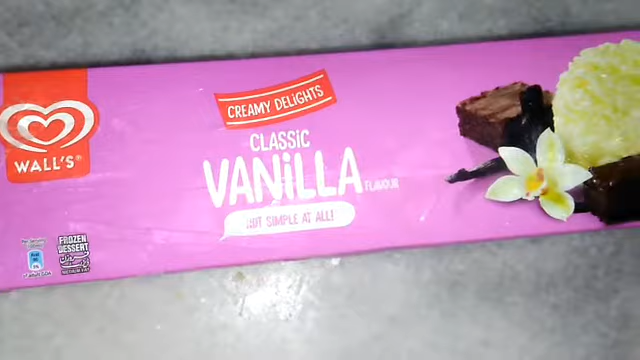 WALL'S®
CREAMY DELiGHTS
CLASSiC
VANiLLA
FLAVOUR
NOT SIMPLE AT ALL!
FROZEN
DESSERT